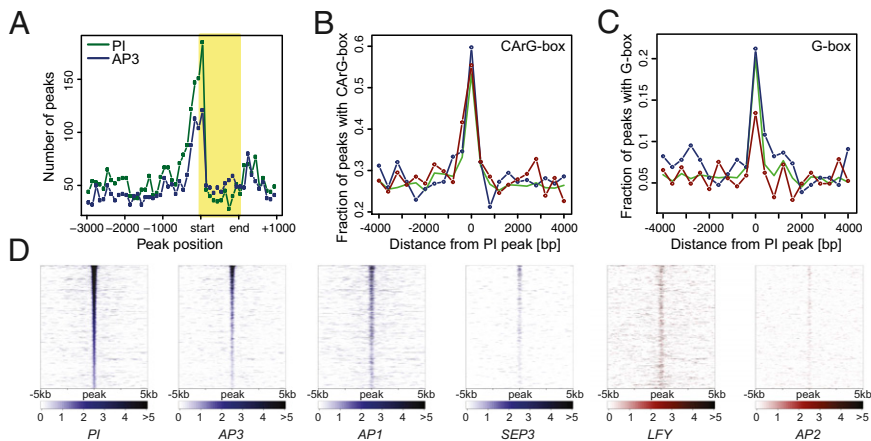 A
PI
AP3
Number of peaks
150
100
50
−3000
−2000
−1000
start
end
+1000
Peak position
B
CArG-box
Fraction of peaks with CArG-box
0.6
0.5
0.4
0.3
0.2
-4000
-2000
0
2000
4000
Distance from PI peak [bp]
C
G-box
Fraction of peaks with G-box
0.2
0.15
0.1
0.05
-4000
-2000
0
2000
4000
Distance from PI peak [bp]
D
-5kb peak 5kb
0 1 2 3 4 >5
PI
-5kb peak 5kb
0 1 2 3 4 >5
AP3
-5kb peak 5kb
0 1 2 3 4 >5
AP1
-5kb peak 5kb
0 1 2 3 4 >5
SEP3
-5kb peak 5kb
0 1 2 3 4 >5
LFY
-5kb peak 5kb
0 1 2 3 4 >5
AP2